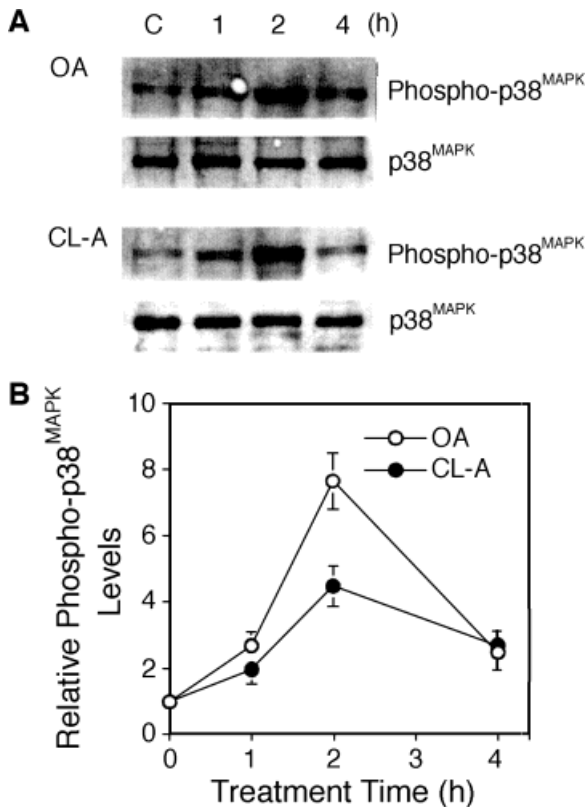 A
C 1 2 4 (h)
OA
Phospho-p38MAPK
p38MAPK
CL-A
Phospho-p38MAPK
p38MAPK
B
Relative Phospho-p38MAPK
Levels
10
8
6
4
2
0
OA
CL-A
0 1 2 3 4
Treatment Time (h)